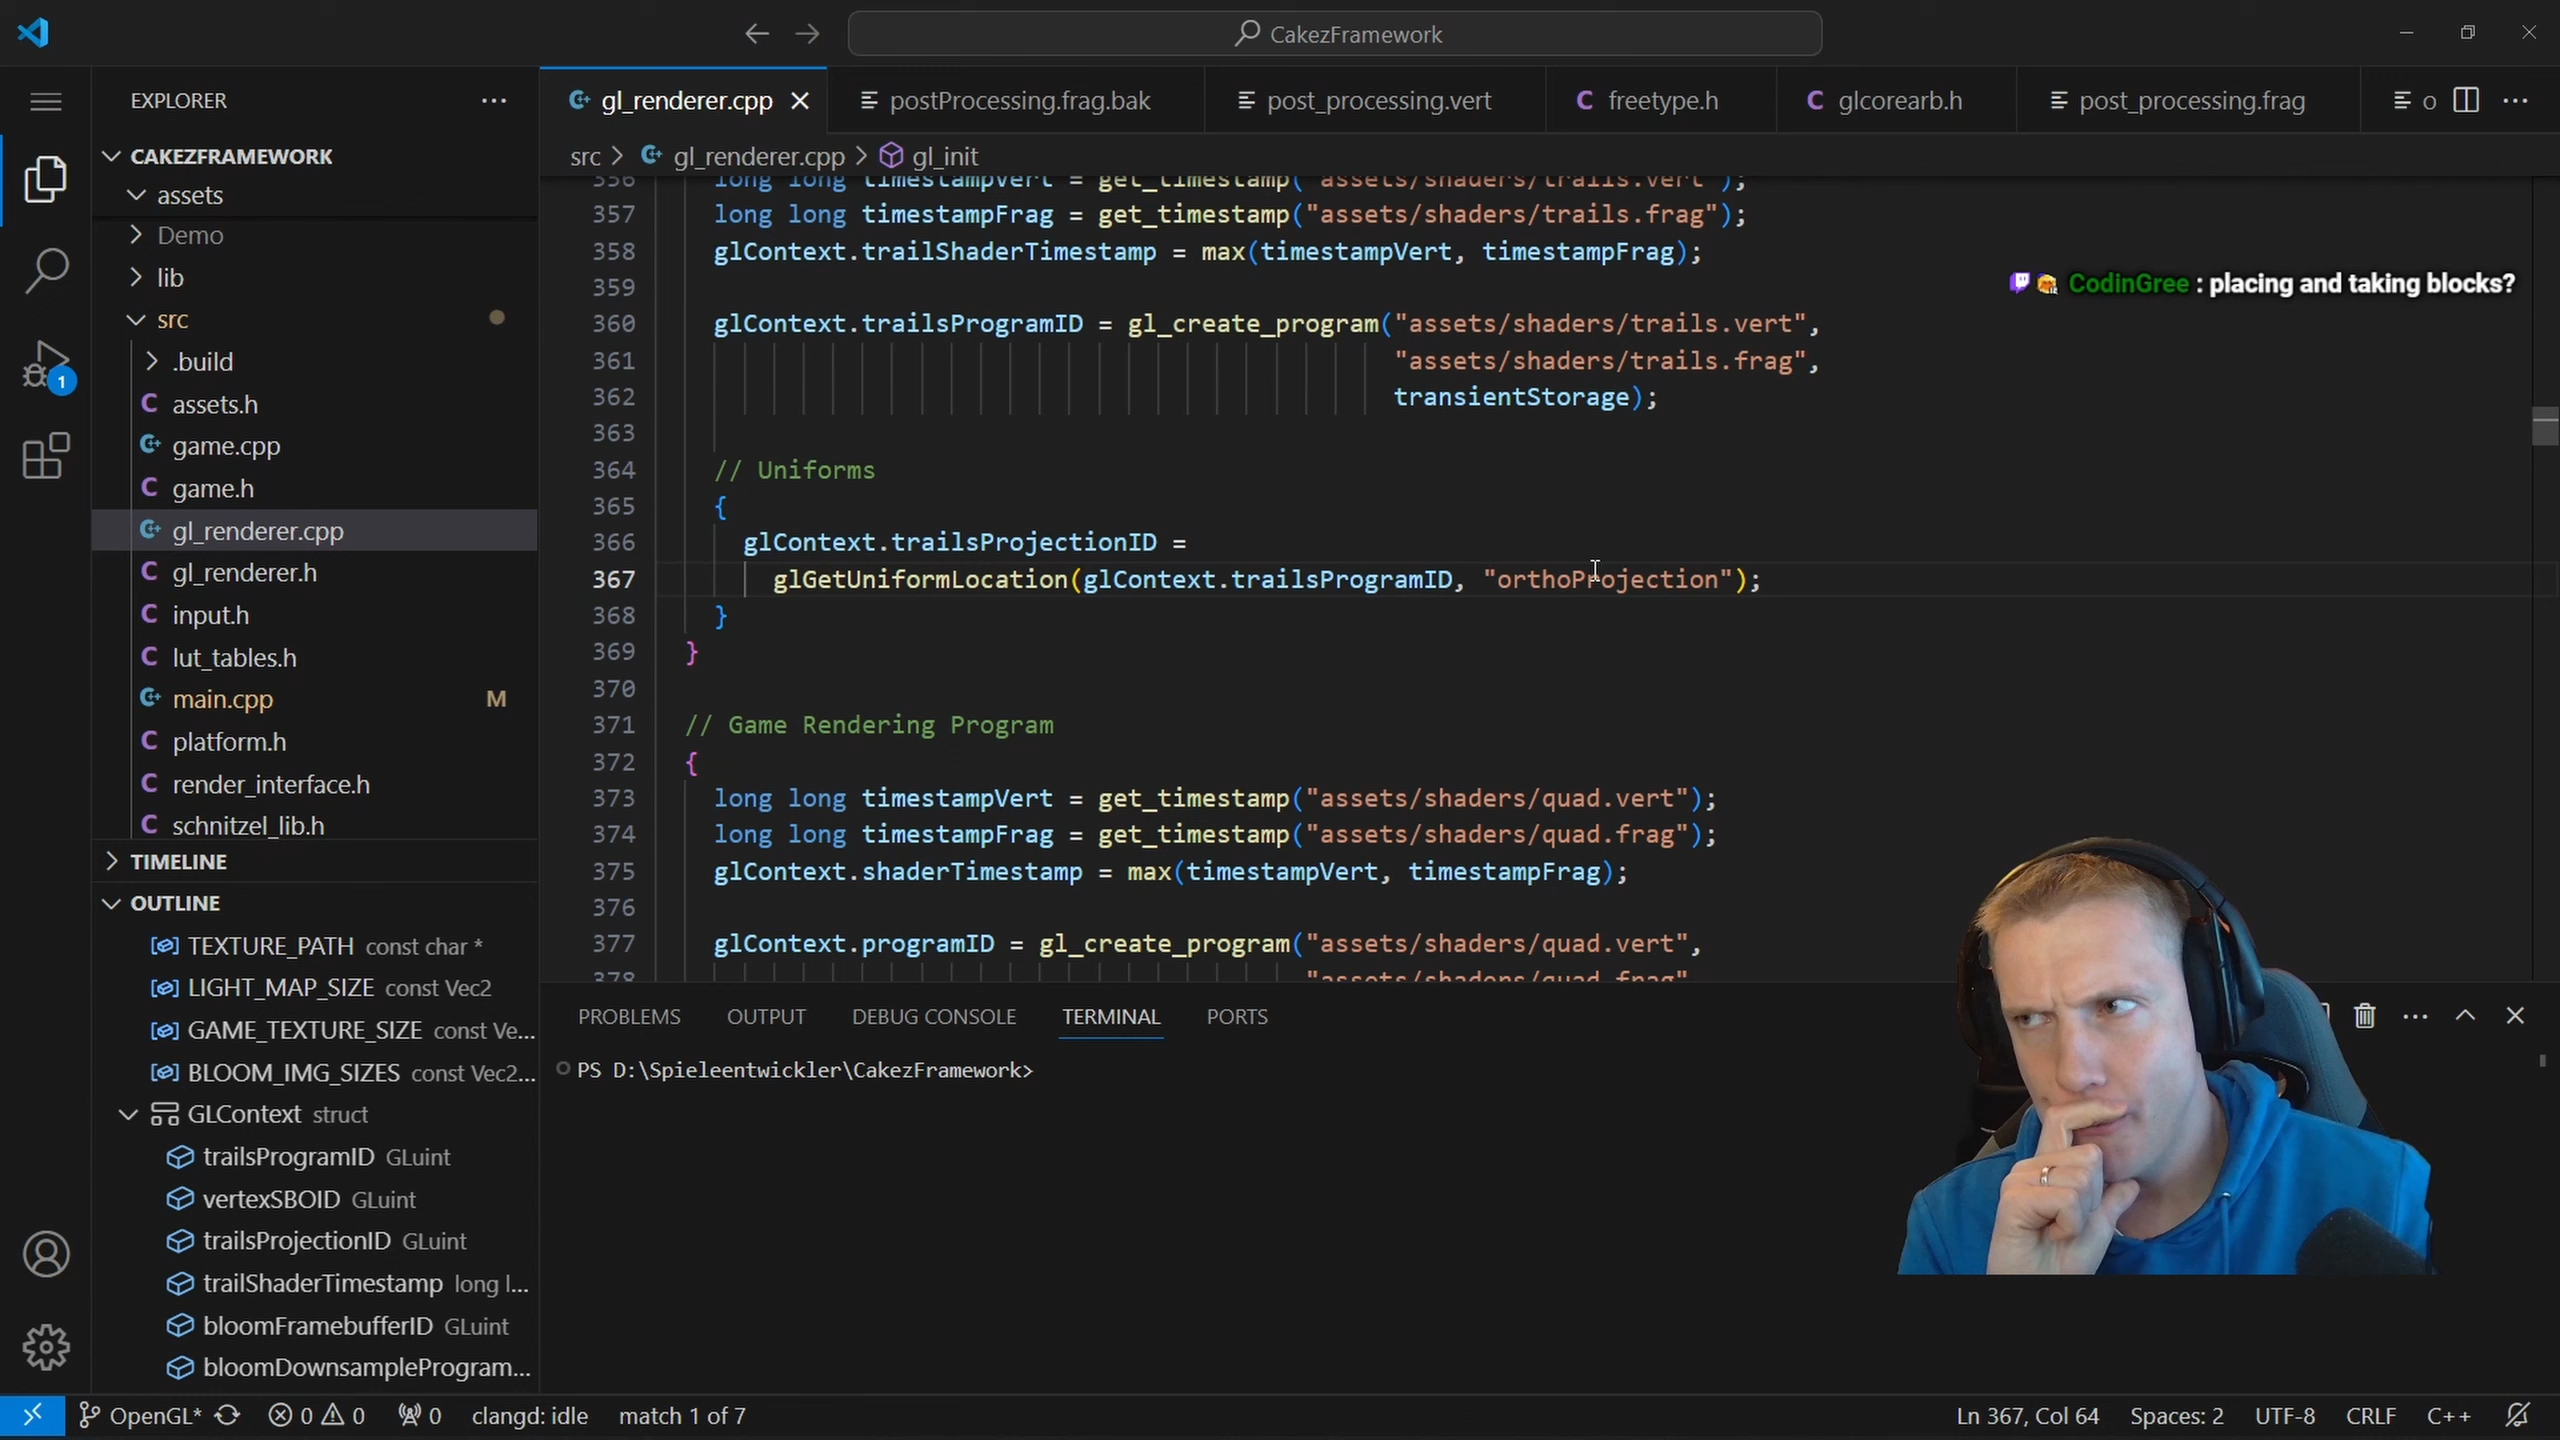 CakezFramework
EXPLORER
CAKEZFRAMEWORK
assets
Demo
lib
src
.build
assets.h
game.cpp
game.h
gl_renderer.cpp
gl_renderer.h
input.h
lut_tables.h
main.cpp M
platform.h
render_interface.h
schnitzel_lib.h
TIMELINE
OUTLINE
TEXTURE_PATH const char *
LIGHT_MAP_SIZE const Vec2
GAME_TEXTURE_SIZE const Ve...
BLOOM_IMG_SIZES const Vec2...
GLContext struct
trailsProgramID GLuint
vertexSBOID GLuint
trailsProjectionID GLuint
trailShaderTimestamp long l...
bloomFramebufferID GLuint
bloomDownsampleProgram...
1
gl_renderer.cpp postProcessing.frag.bak post_processing.vert freetype.h glcorearb.h post_processing.frag o
src > gl_renderer.cpp > gl_init
356 long long timestampVert = get_timestamp("assets/shaders/trails.vert");
357 long long timestampFrag = get_timestamp("assets/shaders/trails.frag");
358 glContext.trailShaderTimestamp = max(timestampVert, timestampFrag);
359
360 glContext.trailsProgramID = gl_create_program("assets/shaders/trails.vert",
361 "assets/shaders/trails.frag",
362 transientStorage);
363
364 // Uniforms
365 {
366 glContext.trailsProjectionID =
367 glGetUniformLocation(glContext.trailsProgramID, "orthoProjection");
368 }
369 }
370
371 // Game Rendering Program
372 {
373 long long timestampVert = get_timestamp("assets/shaders/quad.vert");
374 long long timestampFrag = get_timestamp("assets/shaders/quad.frag");
375 glContext.shaderTimestamp = max(timestampVert, timestampFrag);
376
377 glContext.programID = gl_create_program("assets/shaders/quad.vert",
378 "assets/shaders/quad.frag"
CodinGree : placing and taking blocks?
PROBLEMS OUTPUT DEBUG CONSOLE TERMINAL PORTS
PS D:\Spieleentwickler\CakezFramework>
OpenGL* 0 0 0 clangd: idle match 1 of 7 Ln 367, Col 64 Spaces: 2 UTF-8 CRLF C++